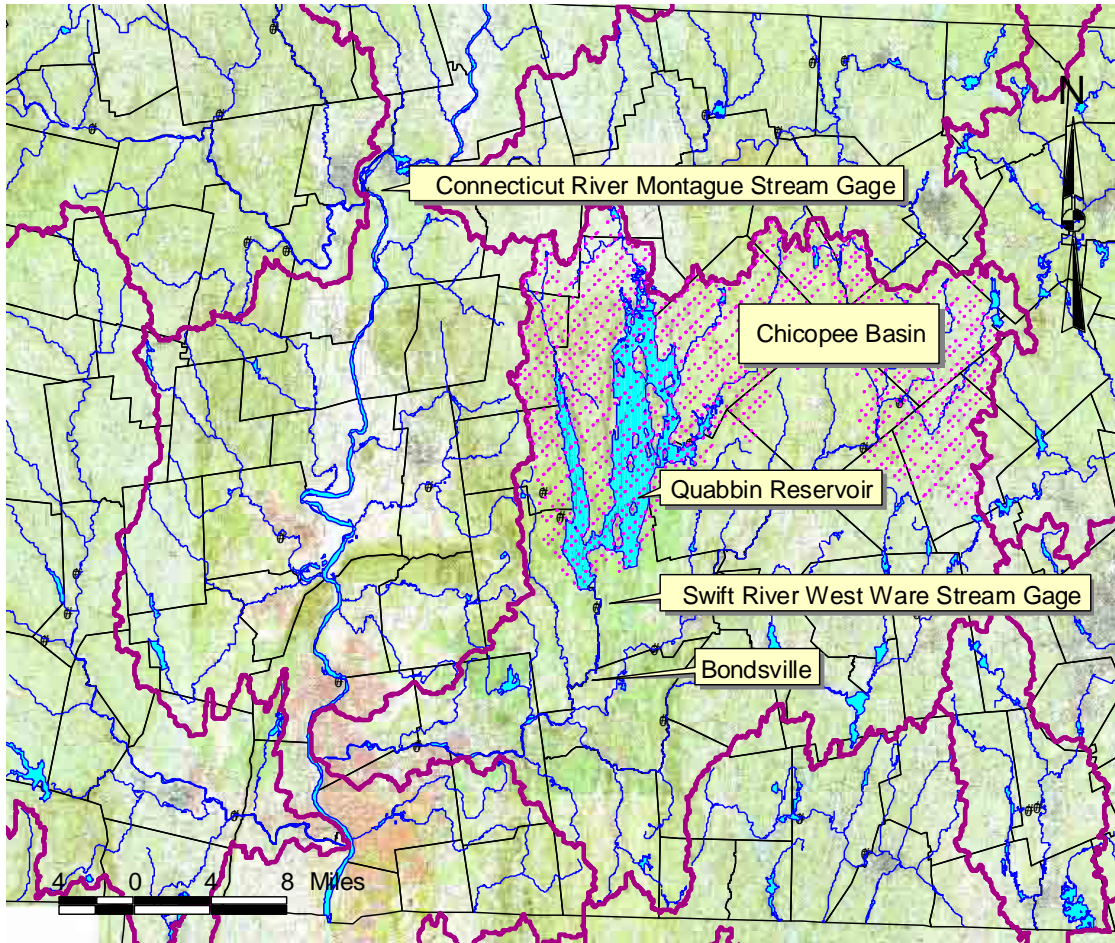 N
Connecticut River Montague Stream Gage
Chicopee Basin
Quabbin Reservoir
Swift River West Ware Stream Gage
Bondsville
4 0 4 8 Miles